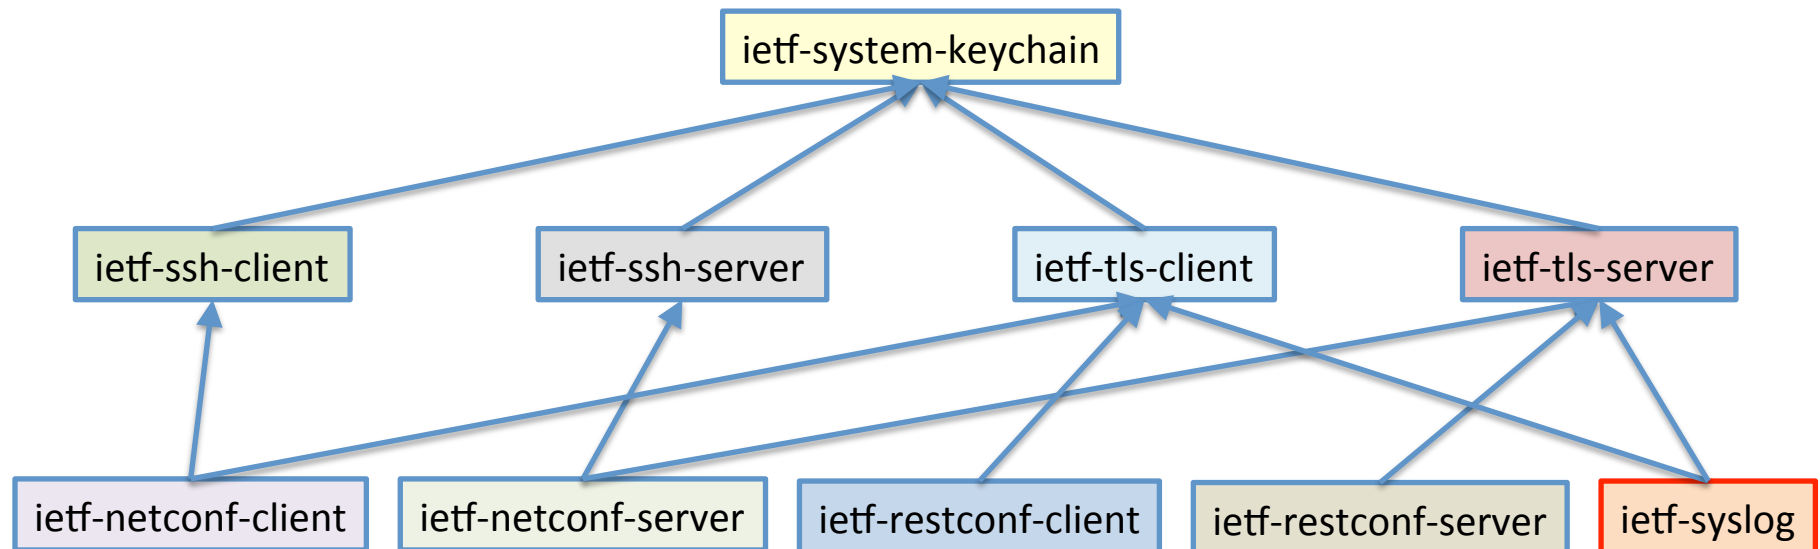 ietf-system-keychain
ietf-ssh-client
ietf-ssh-server
ietf-tls-client
ietf-tls-server
ietf-netconf-client
ietf-netconf-server
ietf-restconf-client
ietf-restconf-server
ietf-syslog